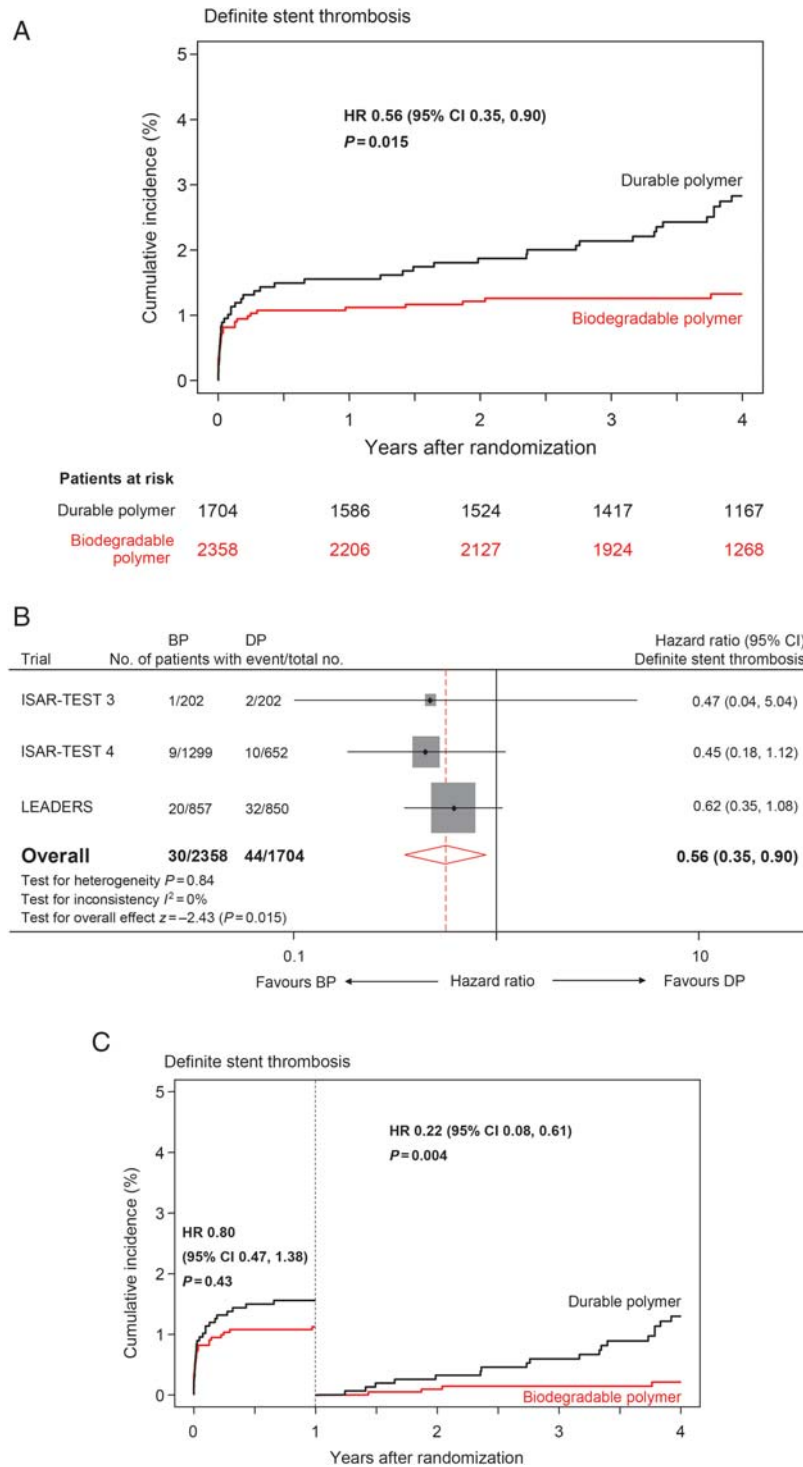 A
Definite stent thrombosis
5
4
3
2
1
0
Cumulative incidence (%)
HR 0.56 (95% CI 0.35, 0.90)
P=0.015
Durable polymer
Biodegradable polymer
0 1 2 3 4
Years after randomization
Patients at risk
Durable polymer 1704 1586 1524 1417 1167
Biodegradable
polymer 2358 2206 2127 1924 1268
B
BP DP Hazard ratio (95% CI)
Trial No. of patients with event/total no. Definite stent thrombosis
ISAR-TEST 3 1/202 2/202 0.47 (0.04, 5.04)
ISAR-TEST 4 9/1299 10/652 0.45 (0.18, 1.12)
LEADERS 20/857 32/850 0.62 (0.35, 1.08)
Overall 30/2358 44/1704 0.56 (0.35, 0.90)
Test for heterogeneity P=0.84
Test for inconsistency I²=0%
Test for overall effect z=–2.43 (P=0.015)
0.1 10
Favours BP Hazard ratio Favours DP
C
Definite stent thrombosis
5
4
3
2
1
0
Cumulative incidence (%)
HR 0.22 (95% CI 0.08, 0.61)
P=0.004
HR 0.80
(95% CI 0.47, 1.38)
P=0.43
Durable polymer
Biodegradable polymer
0 1 2 3 4
Years after randomization